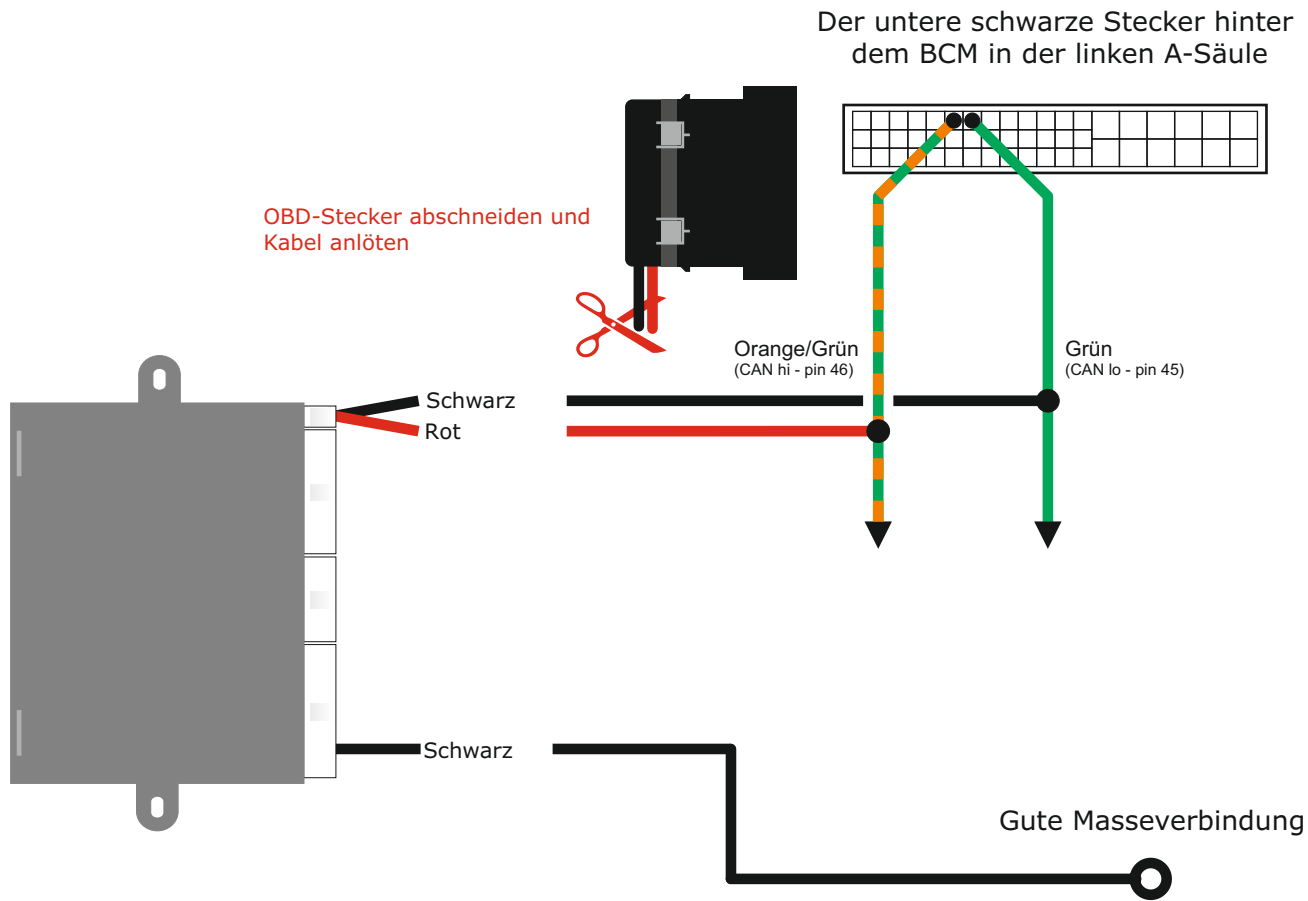 Der untere schwarze Stecker hinter
dem BCM in der linken A-Säule
OBD-Stecker abschneiden und
Kabel anlöten
Orange/Grün
(CAN hi - pin 46)
Grün
(CAN lo - pin 45)
Schwarz
Rot
Schwarz
Gute Masseverbindung